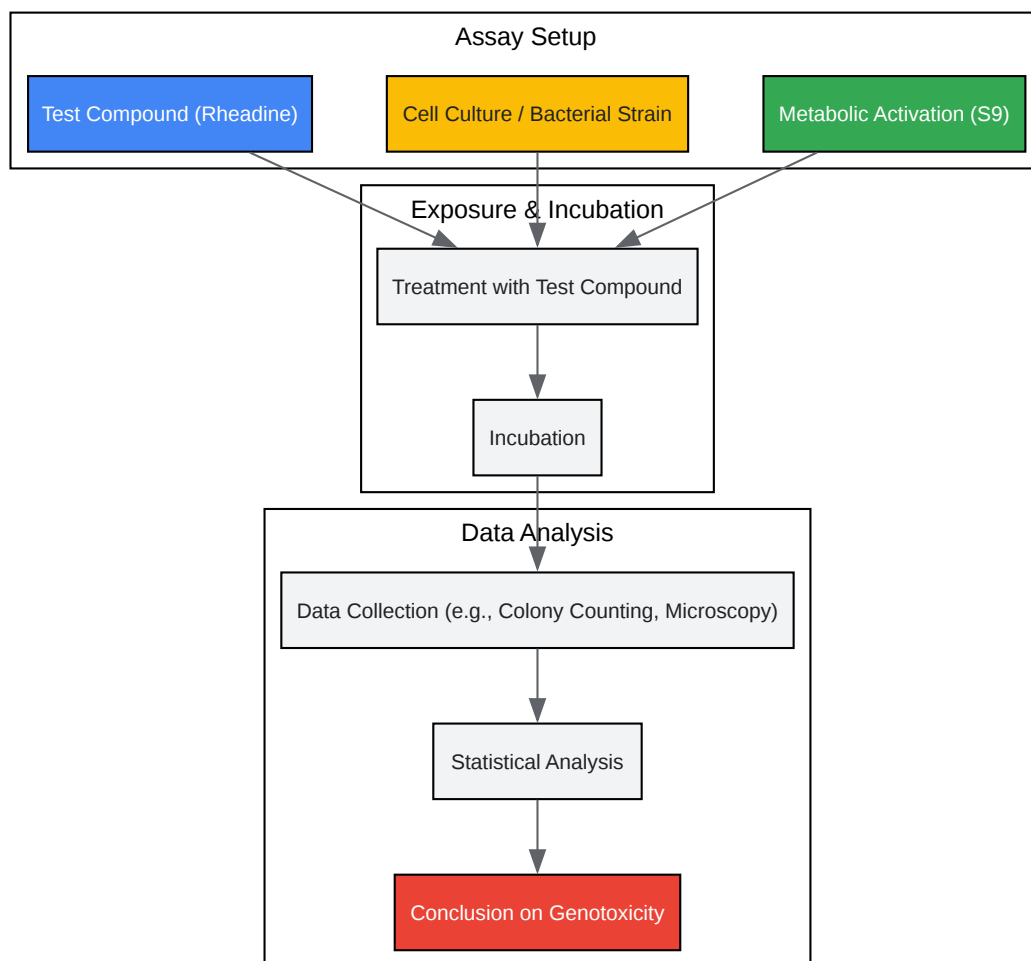 Assay Setup
Test Compound (Rheadine)
Cell Culture / Bacterial Strain
Metabolic Activation (S9)
Exposure & Incubation
Treatment with Test Compound
Incubation
Data Analysis
Data Collection (e.g., Colony Counting, Microscopy)
Statistical Analysis
Conclusion on Genotoxicity